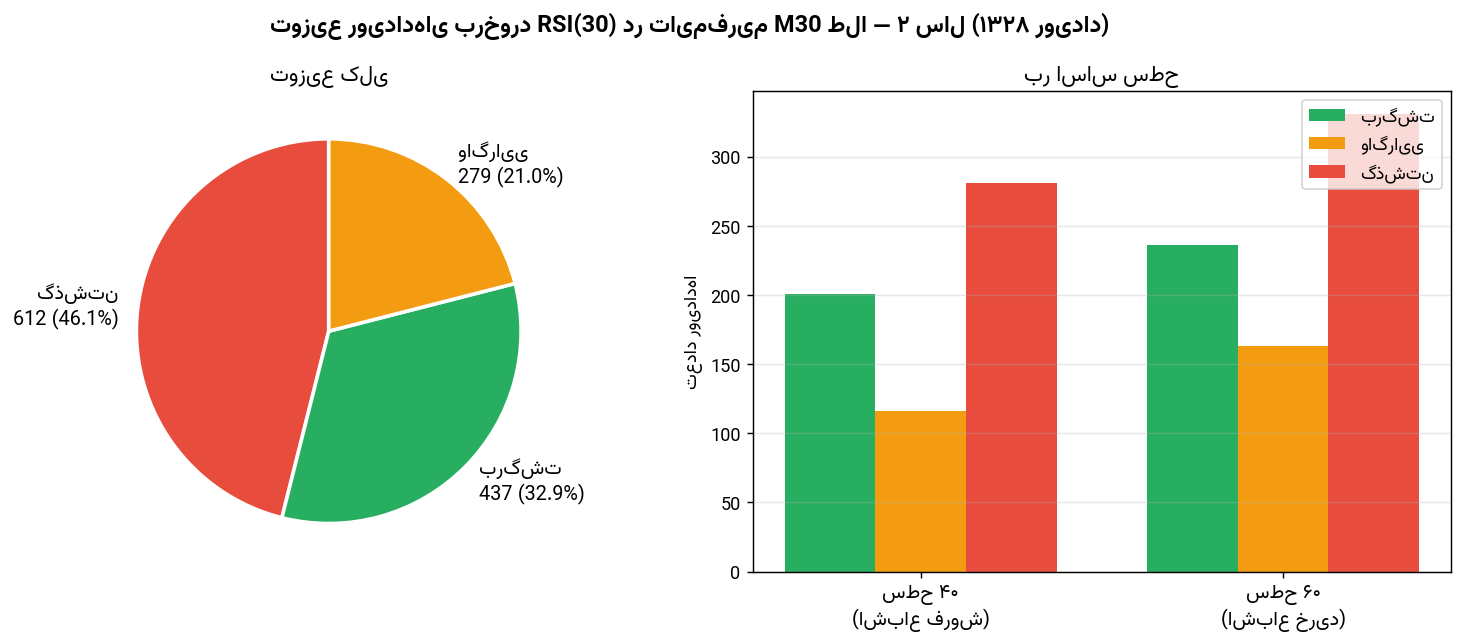 توزیع رویدادهای برخورد RSI(30) در تایم‌فریم M30 طلا — ۲ سال (۱۳۲۸ رویداد)
توزیع کلی
واگرایی
279 (21.0%)
گذشتن
612 (46.1%)
برگشت
437 (32.9%)
بر اساس سطح
تعداد رویدادها
300
250
200
150
100
50
0
برگشت
واگرایی
گذشتن
سطح ۴۰
(اشباع فروش)
سطح ۶۰
(اشباع خرید)